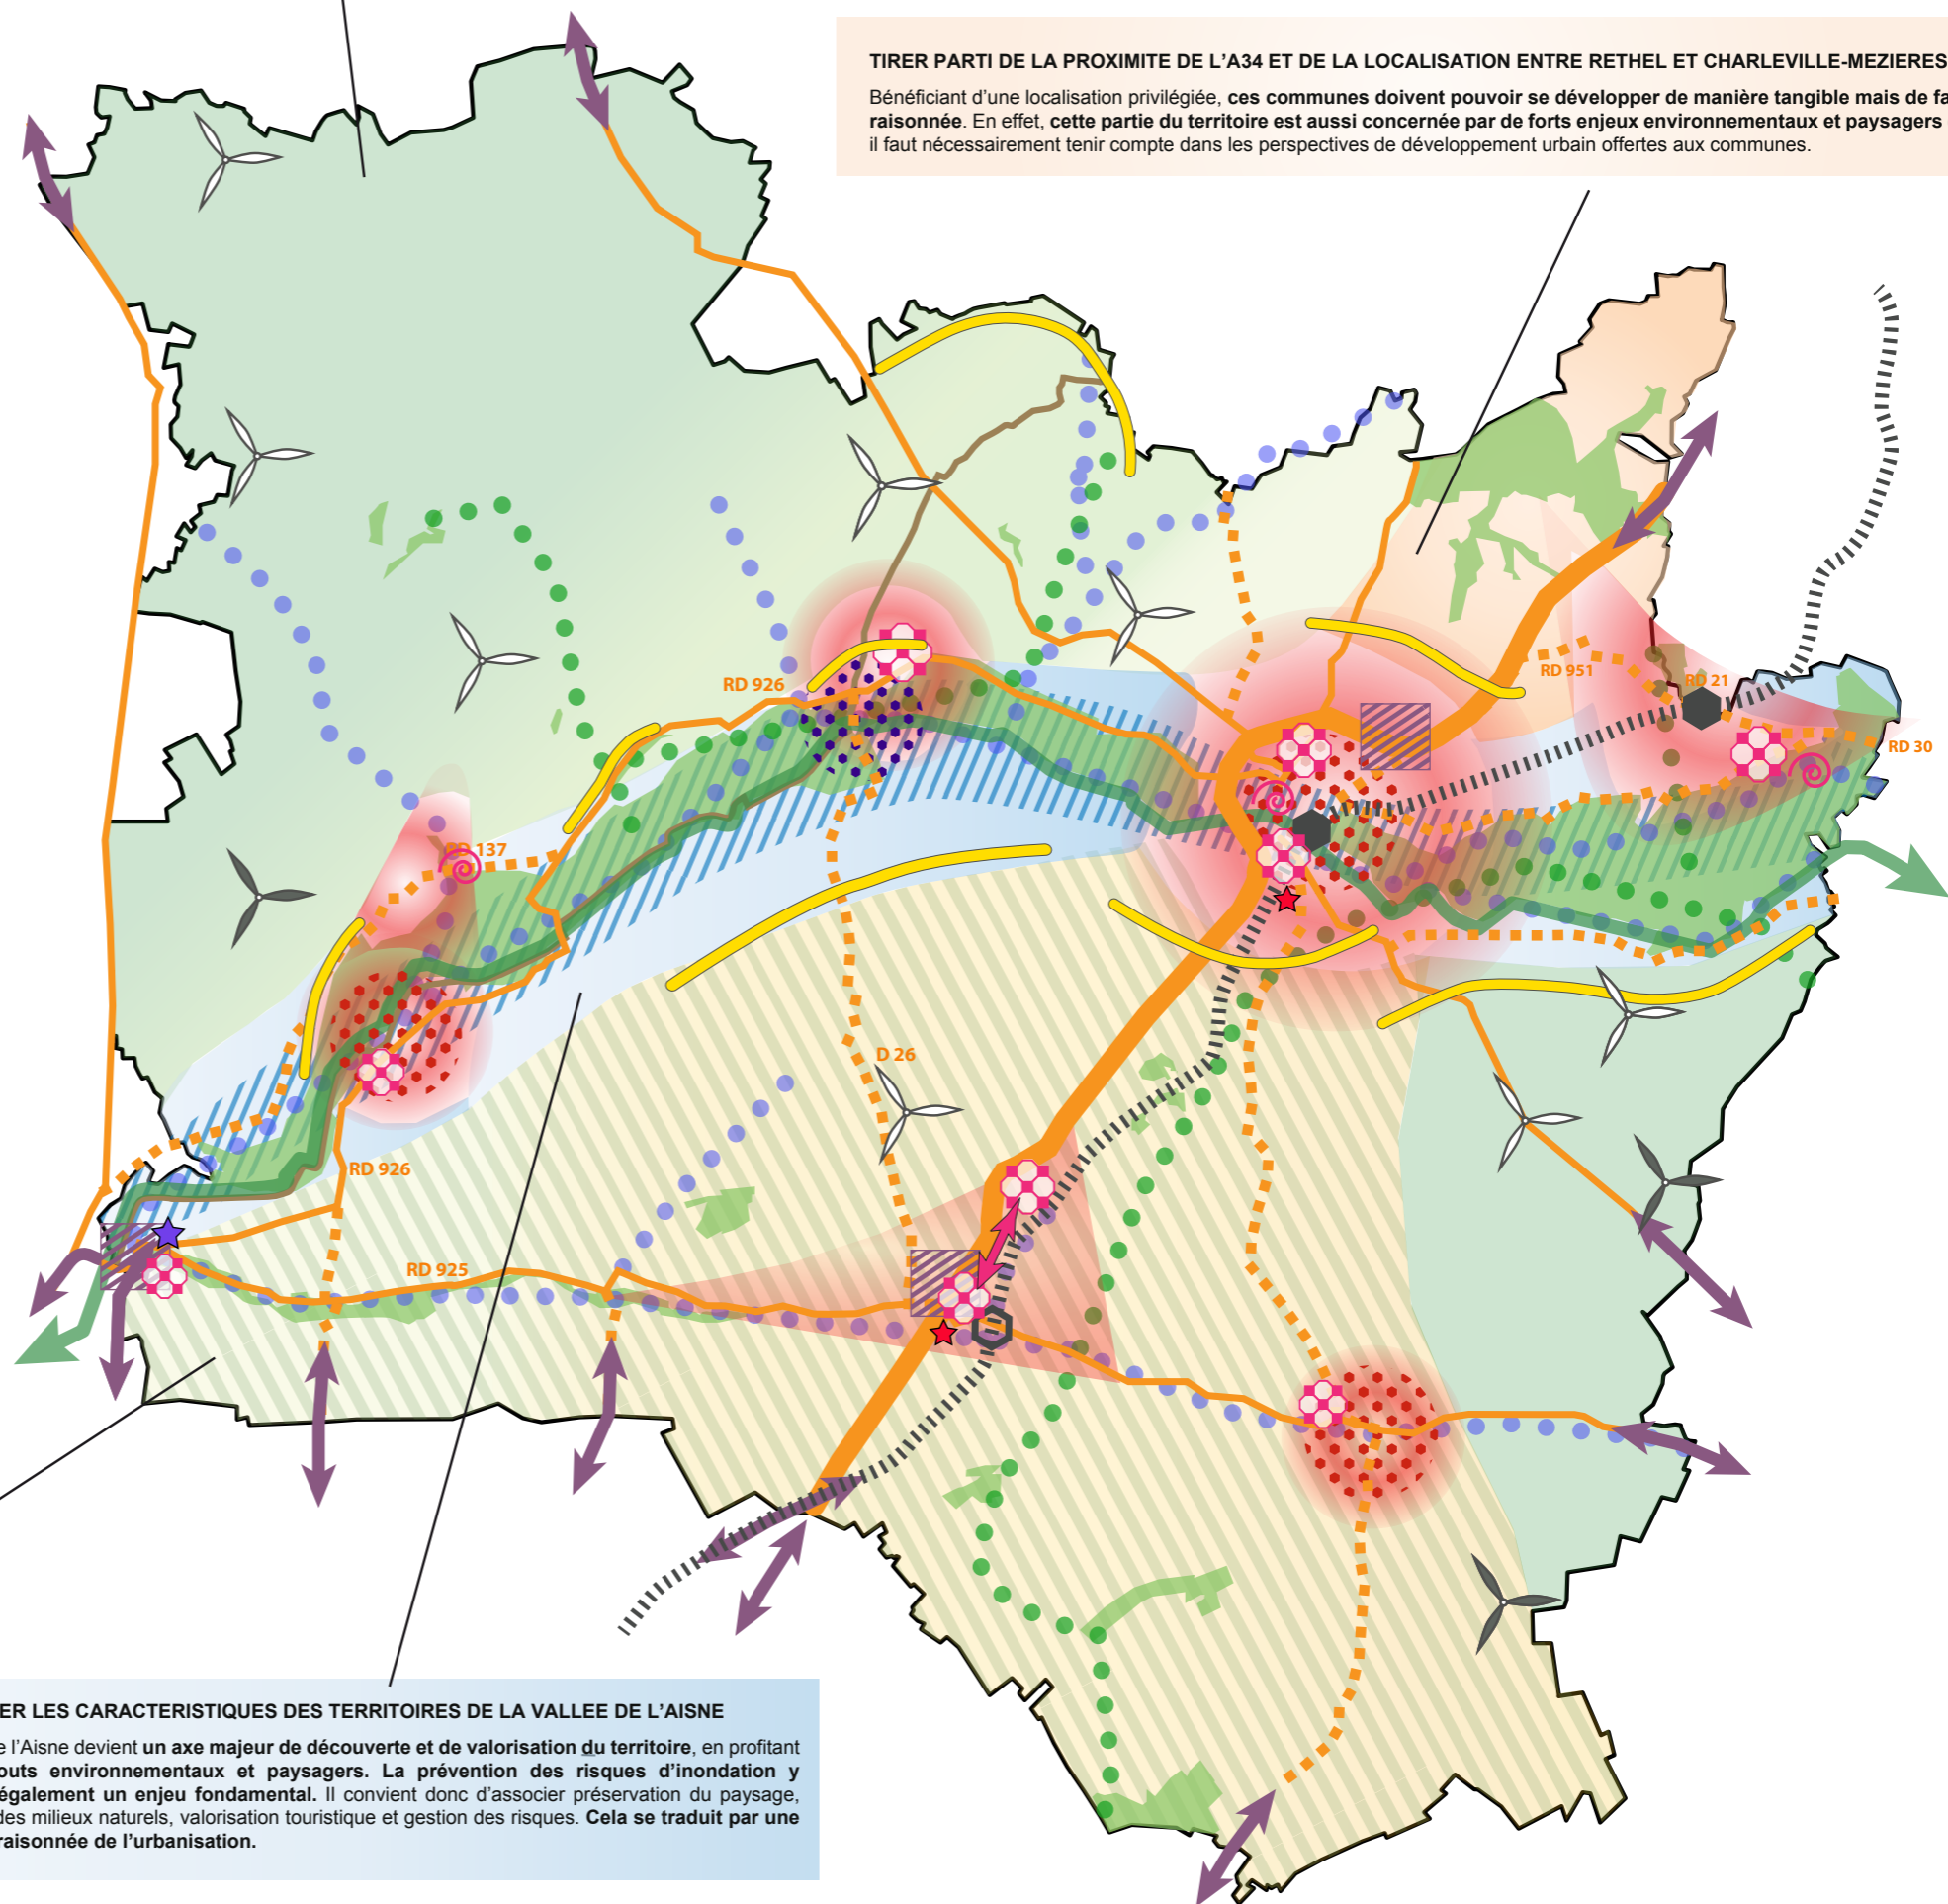 TIRER PARTI DE LA PROXIMITE DE L'A34 ET DE LA LOCALISATION ENTRE RETHEL ET CHARLEVILLE-MEZIERES
Bénéficiant d'une localisation privilégiée, ces communes doivent pouvoir se développer de manière tangible mais de fa
raisonnée. En effet, cette partie du territoire est aussi concernée par de forts enjeux environnementaux et paysagers
il faut nécessairement tenir compte dans les perspectives de développement urbain offertes aux communes.
RD 951
RD 21
RD 926
RD 30
RD 137
D 26
RD 926
RD 925
ER LES CARACTERISTIQUES DES TERRITOIRES DE LA VALLEE DE L'AISNE
e l'Aisne devient un axe majeur de découverte et de valorisation du territoire, en profitant
outs environnementaux et paysagers. La prévention des risques d'inondation y
également un enjeu fondamental. Il convient donc d'associer préservation du paysage,
des milieux naturels, valorisation touristique et gestion des risques. Cela se traduit par une
raisonnée de l'urbanisation.